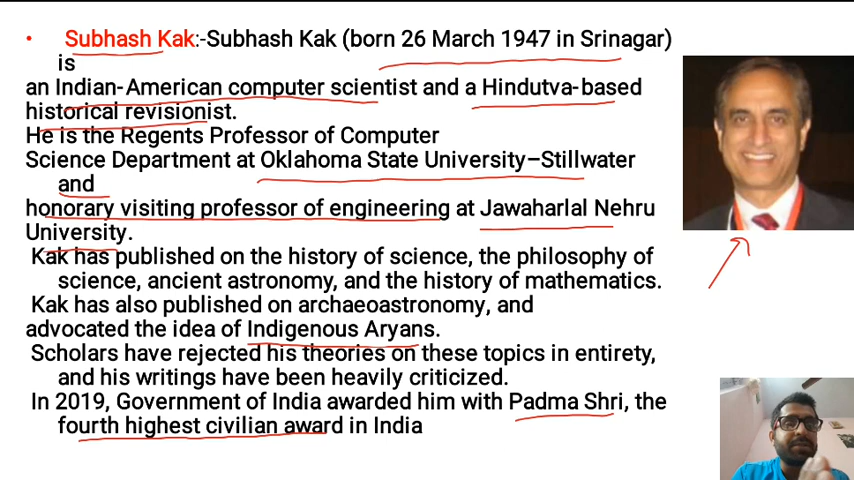 • Subhash Kak:-Subhash Kak (born 26 March 1947 in Srinagar)
is
an Indian-American computer scientist and a Hindutva-based
historical revisionist.
He is the Regents Professor of Computer
Science Department at Oklahoma State University–Stillwater
and
honorary visiting professor of engineering at Jawaharlal Nehru
University.
Kak has published on the history of science, the philosophy of
science, ancient astronomy, and the history of mathematics.
Kak has also published on archaeoastronomy, and
advocated the idea of Indigenous Aryans.
Scholars have rejected his theories on these topics in entirety,
and his writings have been heavily criticized.
In 2019, Government of India awarded him with Padma Shri, the
fourth highest civilian award in India